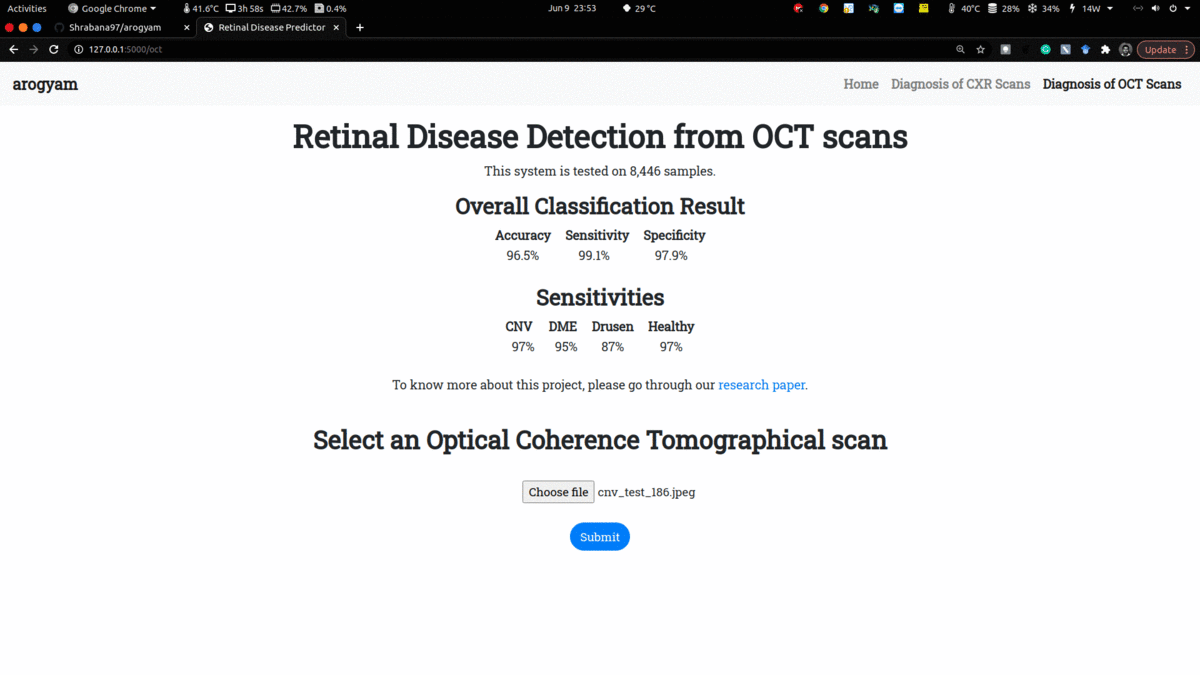 Activities Google Chrome 41.6°C 3h 58s 42.7% 0.4% Jun 9 23:53 29 °C 40°C 28% 34% 14W
Shrabana97/arogyam Retinal Disease Predictor
127.0.0.1:5000/oct Update
arogyam Home Diagnosis of CXR Scans Diagnosis of OCT Scans
Retinal Disease Detection from OCT scans
This system is tested on 8,446 samples.
Overall Classification Result
Accuracy Sensitivity Specificity
96.5% 99.1% 97.9%
Sensitivities
CNV DME Drusen Healthy
97% 95% 87% 97%
To know more about this project, please go through our research paper.
Select an Optical Coherence Tomographical scan
Choose file cnv_test_186.jpeg
Submit